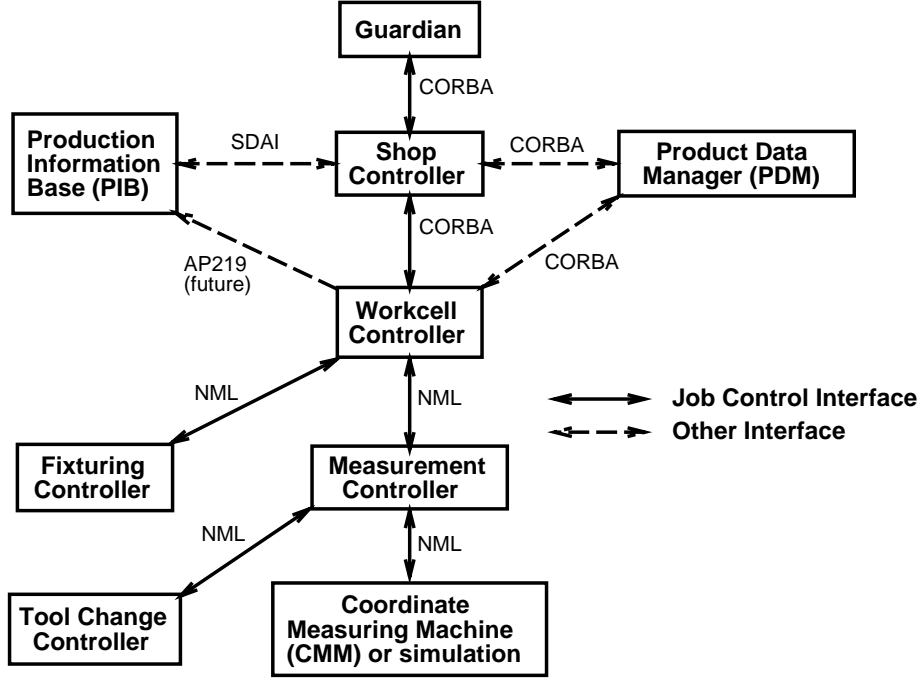 Guardian
CORBA
Production
Information
Base (PIB)
SDAI
Shop
Controller
CORBA
Product Data
Manager (PDM)
CORBA
AP219
(future)
CORBA
Workcell
Controller
NML
NML
Job Control Interface
Other Interface
Fixturing
Controller
Measurement
Controller
NML
NML
Tool Change
Controller
Coordinate
Measuring Machine
(CMM) or simulation